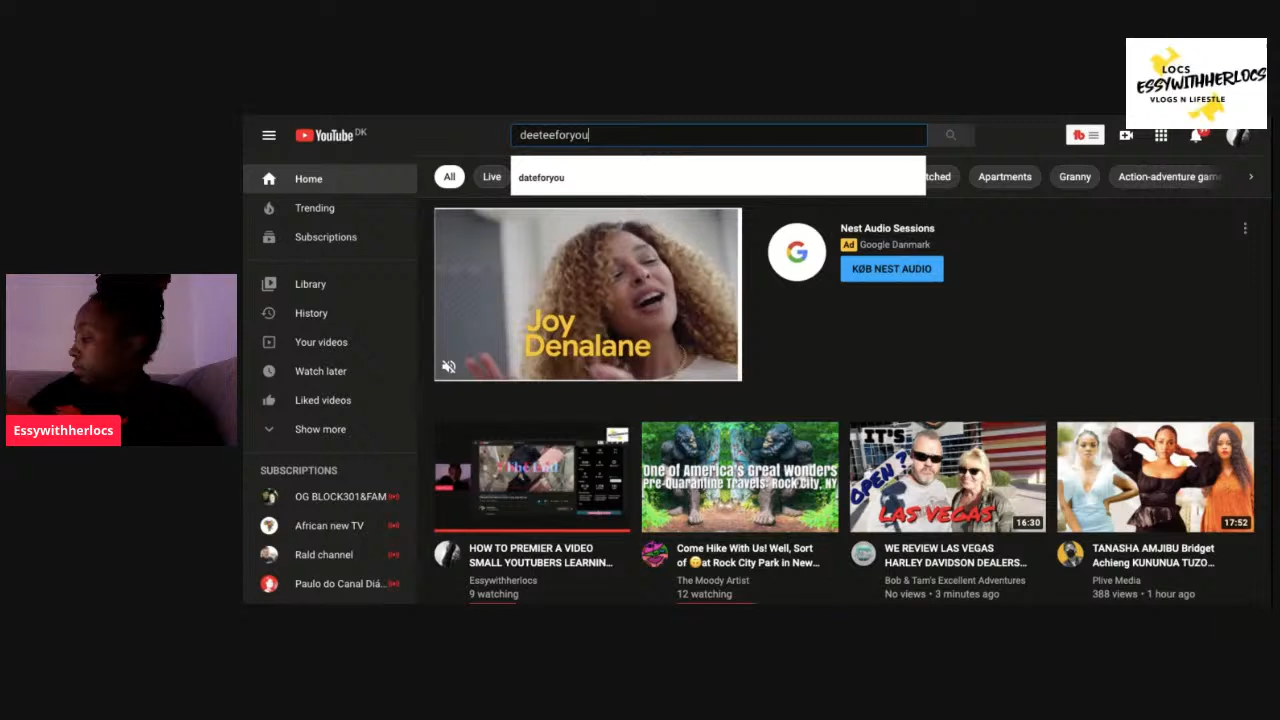 LOCS
ESSYWITHHERLOCS
VLOGS N LIFESTLE
YouTube DK
deeteeforyou
dateforyou
All
Live
tched
Apartments
Granny
Action-adventure game
Home
Trending
Subscriptions
Library
History
Your videos
Watch later
Liked videos
Show more
SUBSCRIPTIONS
OG BLOCK301&FAM
African new TV
Rald channel
Paulo do Canal Diá...
Essywithherlocs
Joy
Denalane
Nest Audio Sessions
Ad Google Danmark
KØB NEST AUDIO
The End
HOW TO PREMIER A VIDEO
SMALL YOUTUBERS LEARNIN...
Essywithherlocs
9 watching
One of America's Great Wonders
Pre-Quarantine Travels: Rock City, NY
Come Hike With Us! Well, Sort
of at Rock City Park in New...
The Moody Artist
12 watching
IT'S
OPEN ?
LAS VEGAS
16:30
WE REVIEW LAS VEGAS
HARLEY DAVIDSON DEALERS...
Bob & Tam's Excellent Adventures
No views • 3 minutes ago
17:52
TANASHA AMJIBU Bridget
Achieng KUNUNUA TUZO...
Plive Media
388 views • 1 hour ago